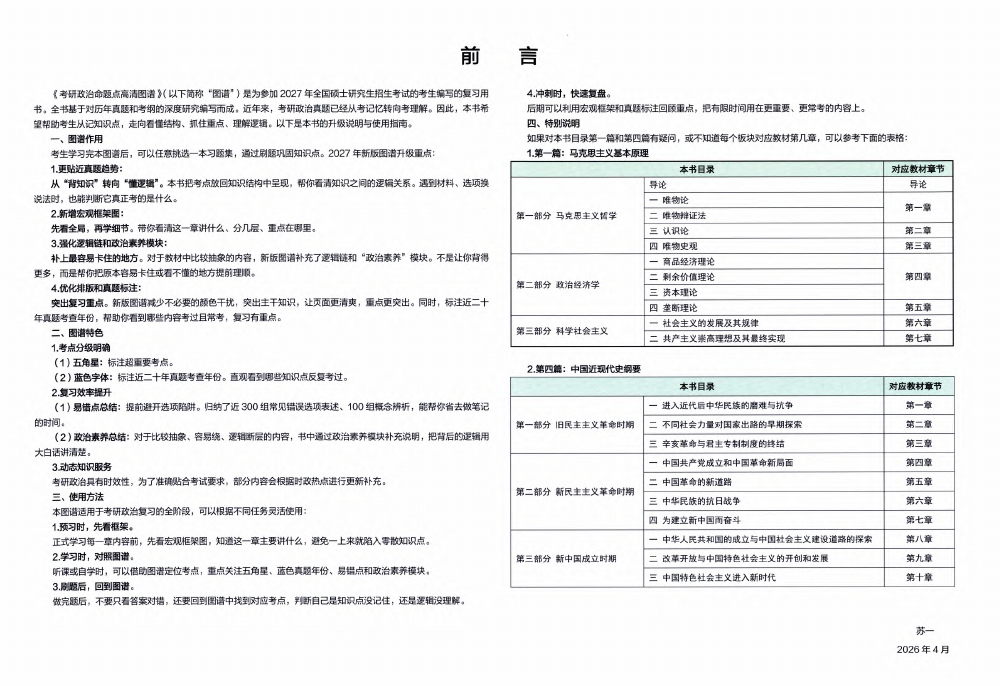 前 言
《考研政治命题点高清图谱》（以下简称“图谱”）是为参加 2027 年全国硕士研究生招生考试的考生编写的复习用
书。全书基于对历年真题和考纲的深度研究编写而成。近年来，考研政治真题已经从考记忆转向考理解。因此，本书希
望帮助考生从记知识点，走向看懂结构、抓住重点、理解逻辑。以下是本书的升级说明与使用指南。
一、图谱作用
考生学习完本图谱后，可以任意挑选一本习题集，通过刷题巩固知识点。2027 年新版图谱升级重点：
1.更贴近真题趋势：
从“背知识”转向“懂逻辑”。本书把考点放回知识结构中呈现，帮你看清知识之间的逻辑关系。遇到材料、选项换
说法时，也能判断它真正考的是什么。
2.新增宏观框架图：
先看全局，再学细节。带你看清这一章讲什么、分几层、重点在哪里。
3.强化逻辑链和政治素养模块：
补上最容易卡住的地方。对于教材中比较抽象的内容，新版图谱补充了逻辑链和“政治素养”模块。不是让你背得
更多，而是帮你把原本容易卡住或看不懂的地方提前理顺。
4.优化排版和真题标注：
突出复习重点。新版图谱减少不必要的颜色干扰，突出主干知识，让页面更清爽，重点更突出。同时，标注近二十
年真题考查年份，帮助你看到哪些内容考过且常考，复习有重点。
二、图谱特色
1.考点分级明确
（1）五角星：标注超重要考点。
（2）蓝色字体：标注近二十年真题考查年份。直观看到哪些知识点反复考过。
2.复习效率提升
（1）易错点总结：提前避开选项陷阱。归纳了近 300 组常见错误选项表述、100 组概念辨析，能帮你省去做笔记
的时间。
（2）政治素养总结：对于比较抽象、容易绕、逻辑断层的内容，书中通过政治素养模块补充说明，把背后的逻辑用
大白话讲清楚。
3.动态知识服务
考研政治具有时效性，为了准确贴合考试要求，部分内容会根据时政热点进行更新补充。
三、使用方法
本图谱适用于考研政治复习的全阶段，可以根据不同任务灵活使用：
1.预习时，先看框架。
正式学习每一章内容前，先看宏观框架图，知道这一章主要讲什么，避免一上来就陷入零散知识点。
2.学习时，对照图谱。
听课或自学时，可以借助图谱定位考点，重点关注五角星、蓝色真题年份、易错点和政治素养模块。
3.刷题后，回到图谱。
做完题后，不要只看答案对错，还要回到图谱中找到对应考点，判断自己是知识点没记住，还是逻辑没理解。
4.冲刺时，快速复盘。
后期可以利用宏观框架和真题标注回顾重点，把有限时间用在更重要、更常考的内容上。
四、特别说明
如果对本书目录第一篇和第四篇有疑问，或不知道每个板块对应教材第几章，可以参考下面的表格：
1.第一篇：马克思主义基本原理
本书目录 对应教材章节
第一部分 马克思主义哲学 导论 导论
一 唯物论 第一章
二 唯物辩证法
三 认识论 第二章
四 唯物史观 第三章
第二部分 政治经济学 一 商品经济理论 第四章
二 剩余价值理论
三 资本理论
四 垄断理论 第五章
第三部分 科学社会主义 一 社会主义的发展及其规律 第六章
二 共产主义崇高理想及其最终实现 第七章
2.第四篇：中国近现代史纲要
本书目录 对应教材章节
第一部分 旧民主主义革命时期 一 进入近代后中华民族的磨难与抗争 第一章
二 不同社会力量对国家出路的早期探索 第二章
三 辛亥革命与君主专制制度的终结 第三章
第二部分 新民主主义革命时期 一 中国共产党成立和中国革命新局面 第四章
二 中国革命的新道路 第五章
三 中华民族的抗日战争 第六章
四 为建立新中国而奋斗 第七章
第三部分 新中国成立时期 一 中华人民共和国的成立与中国社会主义建设道路的探索 第八章
二 改革开放与中国特色社会主义的开创和发展 第九章
三 中国特色社会主义进入新时代 第十章
苏一
2026 年 4 月